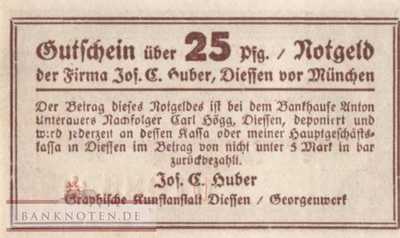 Gutschein über 25 Pfg. / Notgeld
der Firma Jos. C. Huber, Diessen vor München
Der Betrag dieses Notgeldes ist bei dem Bankhause Anton
Unterauers Nachfolger Carl Högg, Diessen, deponiert und
wird jederzeit an dessen Kassa oder meiner Hauptgeschäfts-
kassa in Diessen im Betrag von nicht unter 5 Mark in bar
zurückbezahlt.
Jos. C. Huber
Graphische Kunstanstalt Diessen / Georgenwerk
BANKNOTEN.DE